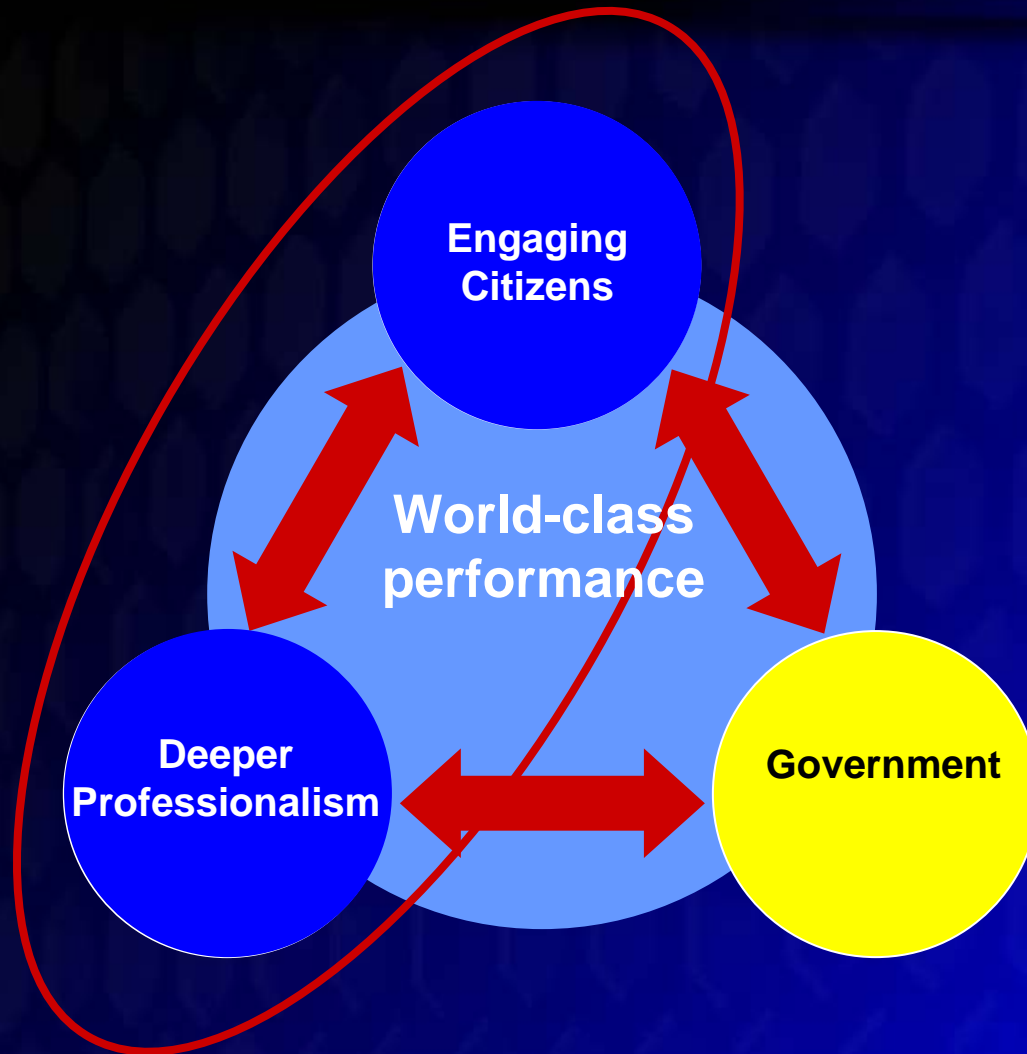 Engaging
Citizens
World-class
performance
Deeper
Professionalism
Government